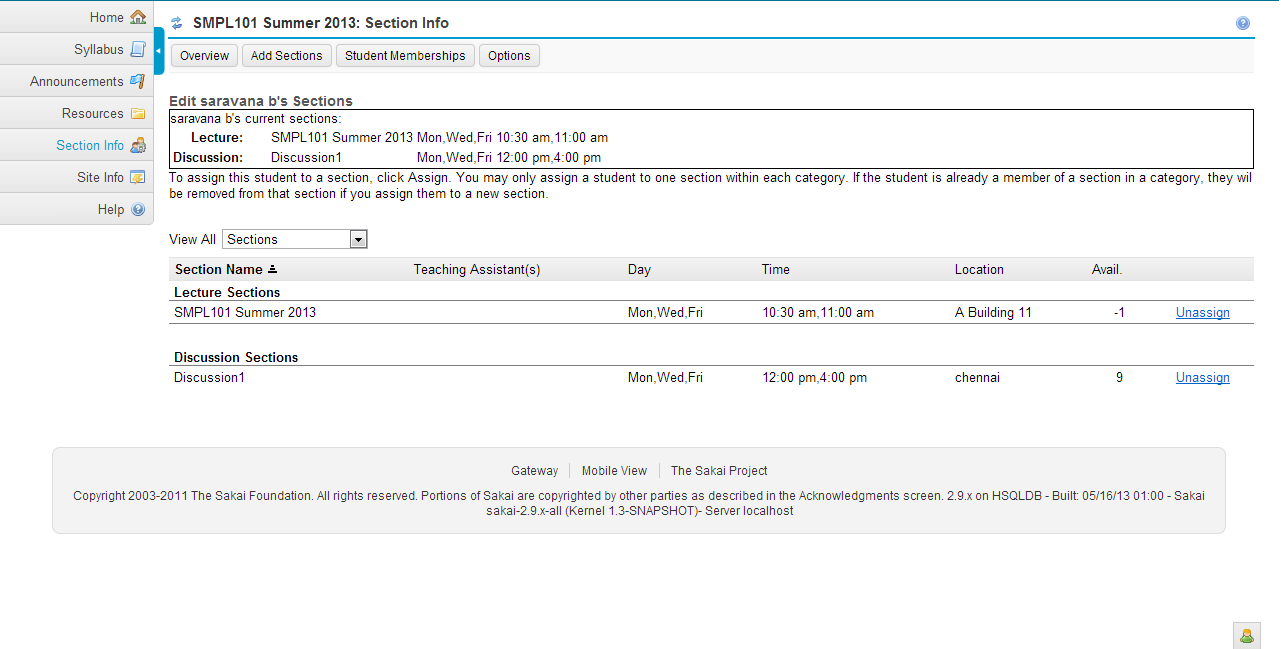 Home
Syllabus
Announcements
Resources
Section Info
Site Info
Help
SMPL101 Summer 2013: Section Info
Overview Add Sections Student Memberships Options
Edit saravana b's Sections
saravana b's current sections:
Lecture: SMPL101 Summer 2013 Mon,Wed,Fri 10:30 am,11:00 am
Discussion: Discussion1 Mon,Wed,Fri 12:00 pm,4:00 pm
To assign this student to a section, click Assign. You may only assign a student to one section within each category. If the student is already a member of a section in a category, they wil
be removed from that section if you assign them to a new section.
View All Sections
Section Name Teaching Assistant(s) Day Time Location Avail.
Lecture Sections
SMPL101 Summer 2013 Mon,Wed,Fri 10:30 am,11:00 am A Building 11 -1 Unassign
Discussion Sections
Discussion1 Mon,Wed,Fri 12:00 pm,4:00 pm chennai 9 Unassign
Gateway Mobile View The Sakai Project
Copyright 2003-2011 The Sakai Foundation. All rights reserved. Portions of Sakai are copyrighted by other parties as described in the Acknowledgments screen. 2.9.x on HSQLDB - Built: 05/16/13 01:00 - Sakai
sakai-2.9.x-all (Kernel 1.3-SNAPSHOT)- Server localhost